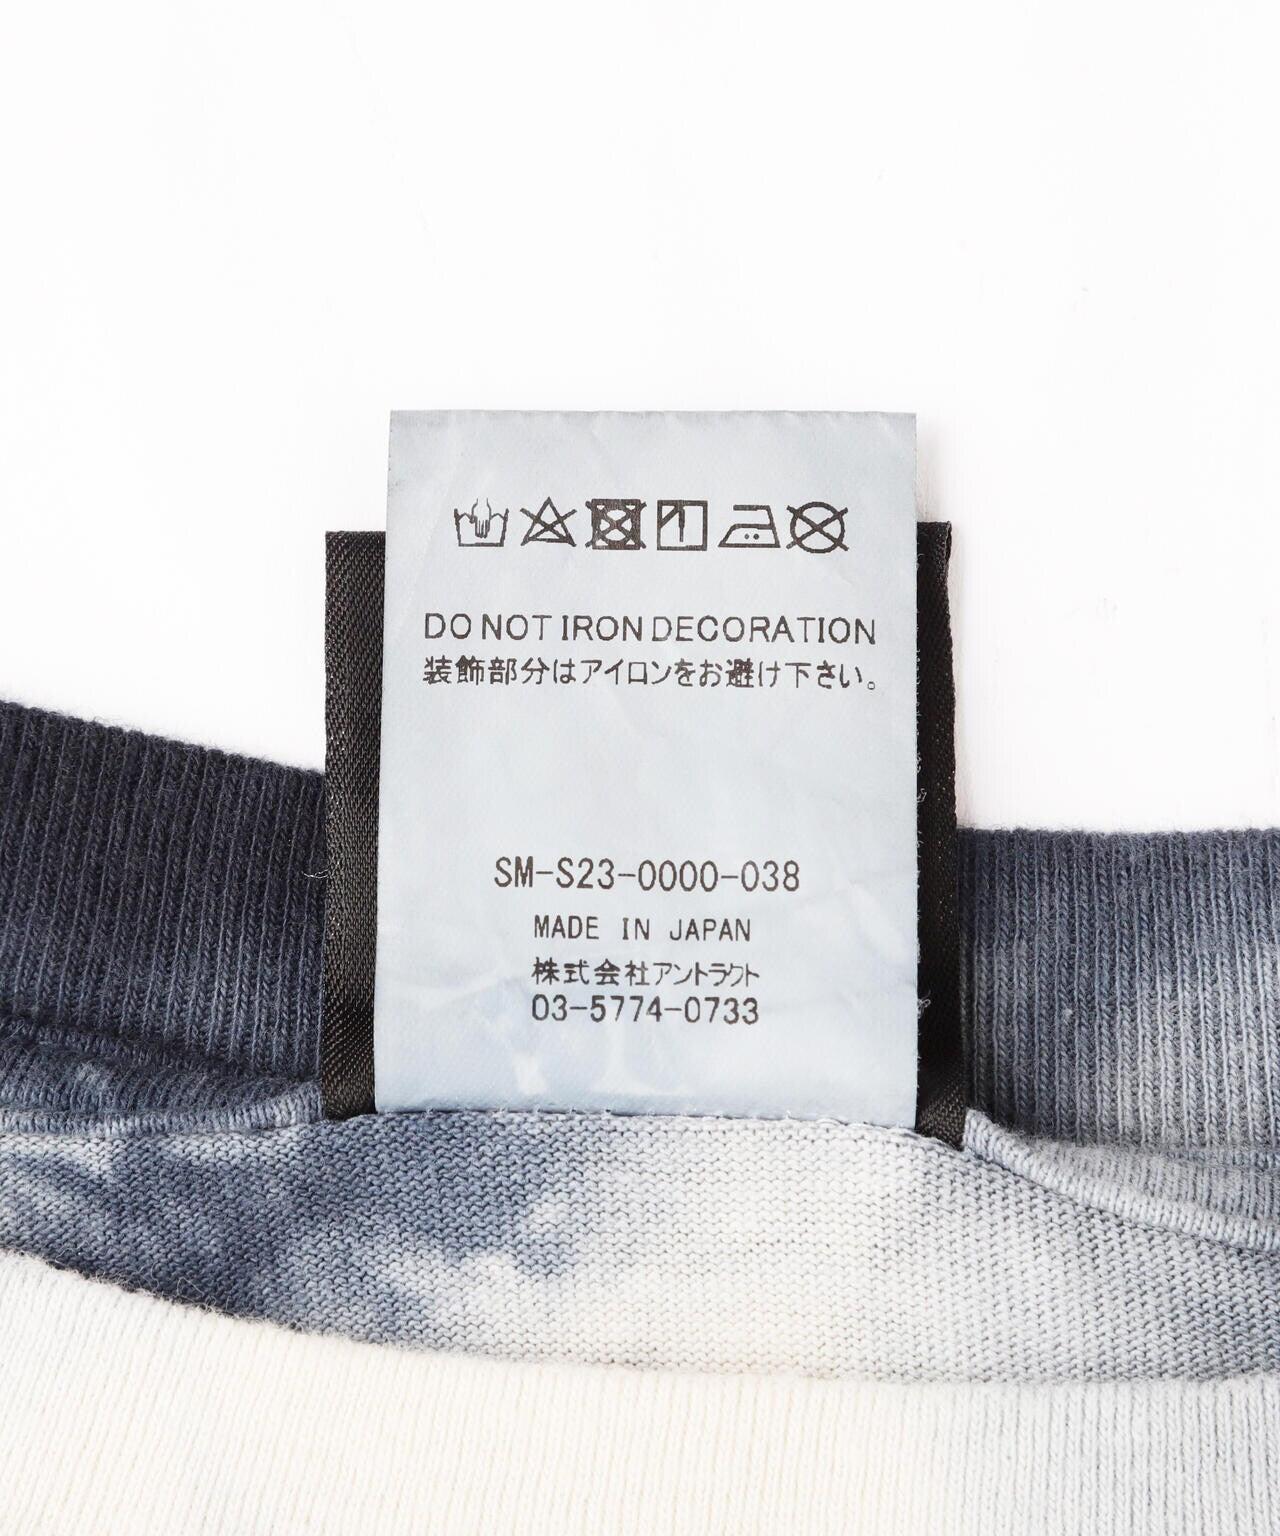 DO NOT IRON DECORATION
装飾部分はアイロンをお避け下さい。
SM-S23-0000-038
MADE IN JAPAN
株式会社アントラクト
03-5774-0733